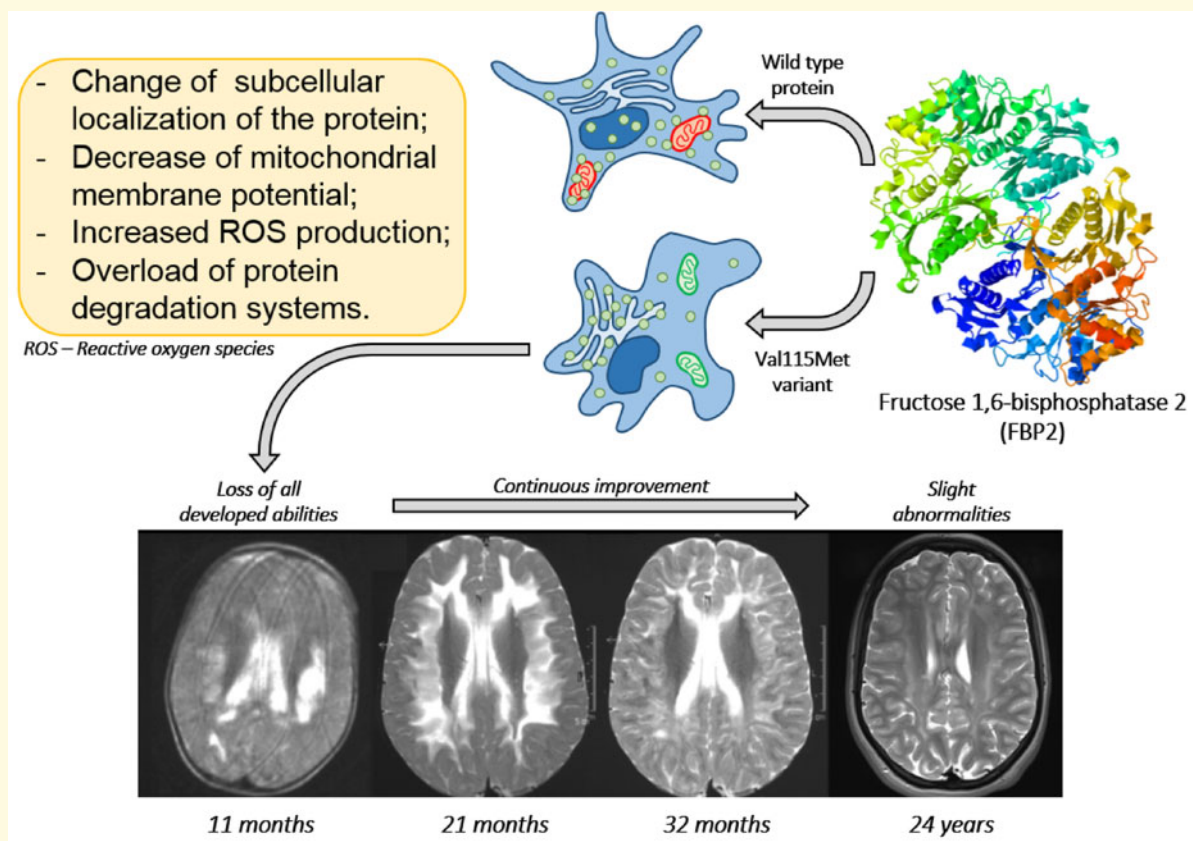 - Change of subcellular
localization of the protein;
- Decrease of mitochondrial
membrane potential;
- Increased ROS production;
- Overload of protein
degradation systems.
ROS – Reactive oxygen species
Wild type
protein
Val115Met
variant
Fructose 1,6-bisphosphatase 2
(FBP2)
Loss of all
developed abilities
Continuous improvement
Slight
abnormalities
11 months
21 months
32 months
24 years